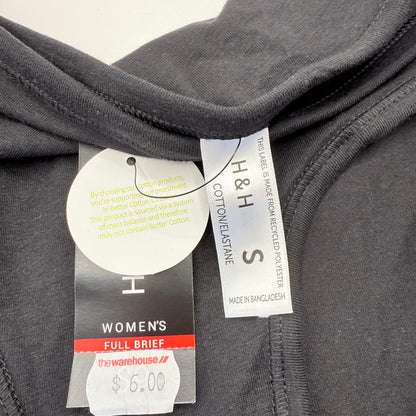 By choosing our cotton products,
you're supporting our investment
in Better Cotton's mission.
This product is sourced via a system
of mass balance and therefore
may not contain Better Cotton.
H
WOMEN'S
FULL BRIEF
thewarehouse
$ 6.00
H&H
COTTON/ELASTANE
S
MADE IN BANGLADESH
THIS LABEL IS MADE FROM
RECYCLED POLYESTER